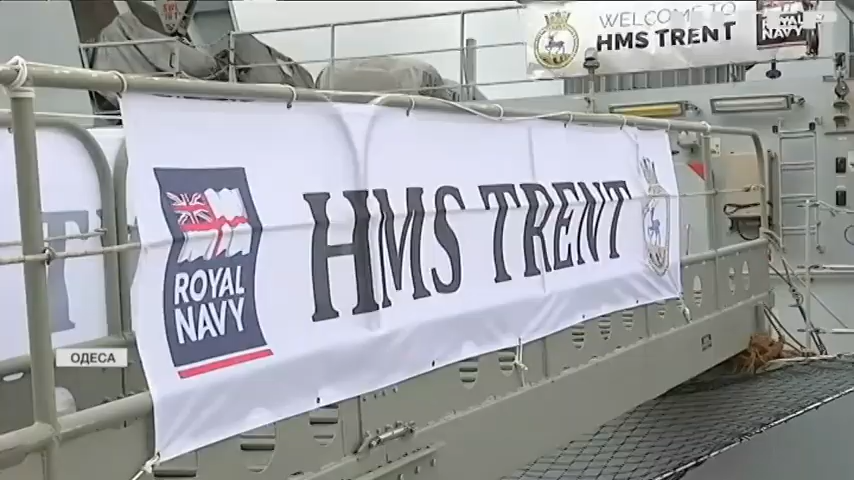 WELCOME TO
HMS TRENT
ROYAL
NAVY
HMS TRENT
ROYAL
NAVY
ОДЕСА